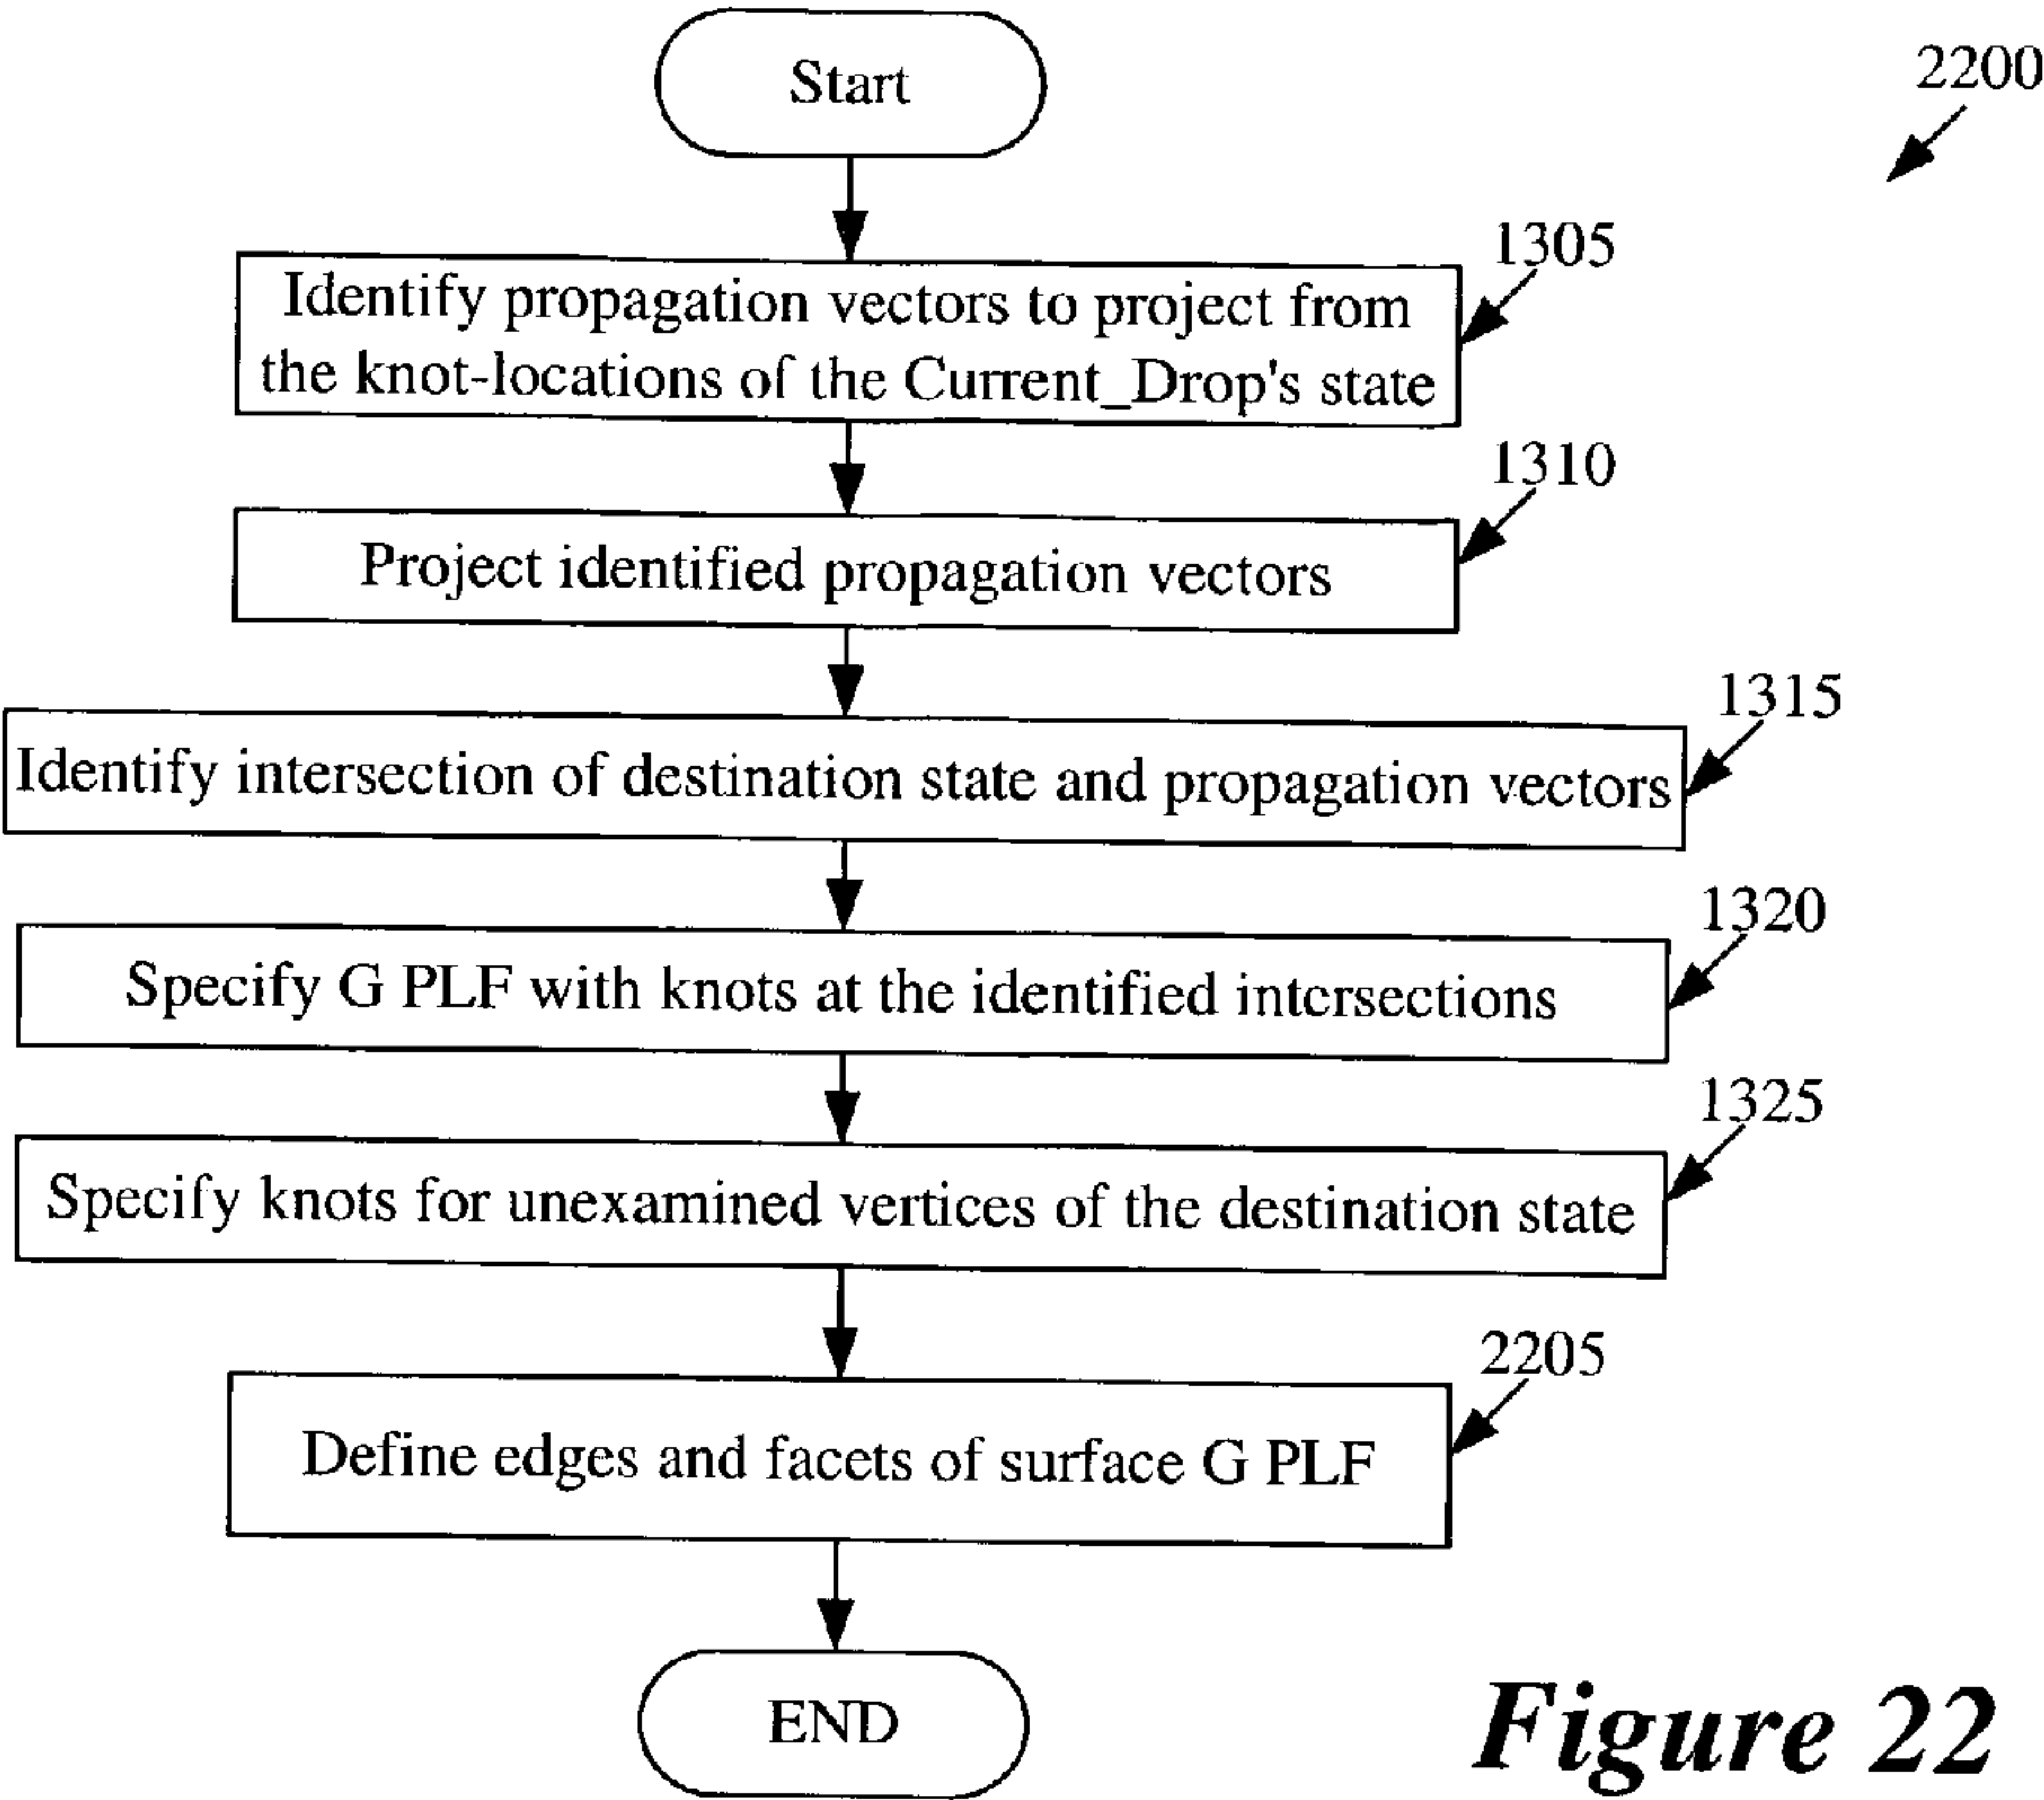 Start
2200
1305
Identify propagation vectors to project from
the knot-locations of the Current_Drop's state
1310
Project identified propagation vectors
1315
Identify intersection of destination state and propagation vectors
1320
Specify G PLF with knots at the identified intersections
1325
Specify knots for unexamined vertices of the destination state
2205
Define edges and facets of surface G PLF
END
Figure 22